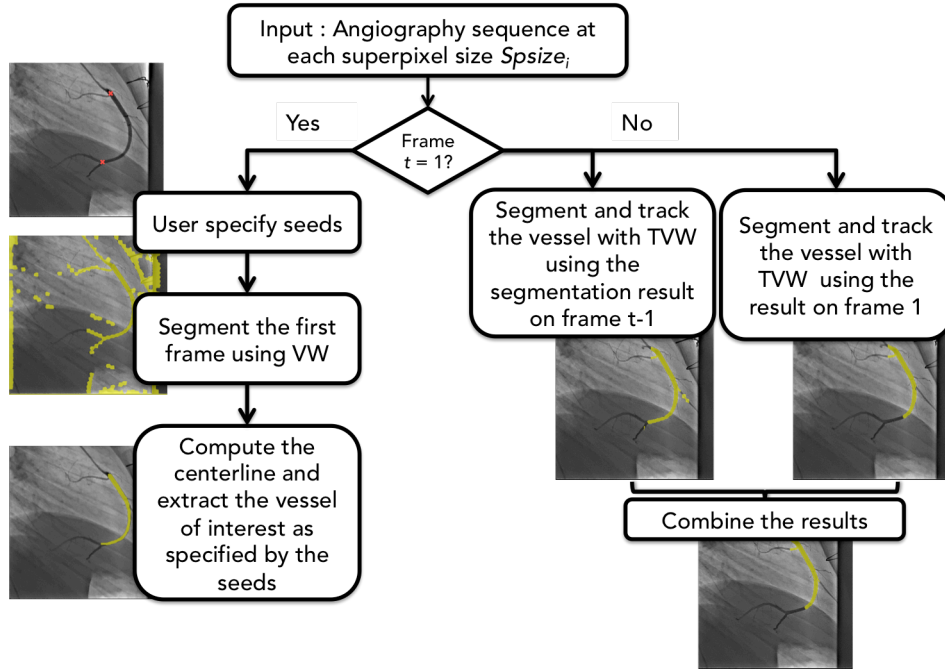 Input : Angiography sequence at
each superpixel size Spsizeᵢ
Yes
Frame
t = 1?
No
User specify seeds
Segment the first
frame using VW
Compute the
centerline and
extract the vessel
of interest as
specified by the
seeds
Segment and track
the vessel with TVW
using the
segmentation result
on frame t-1
Segment and track
the vessel with
TVW using the
result on frame 1
Combine the results